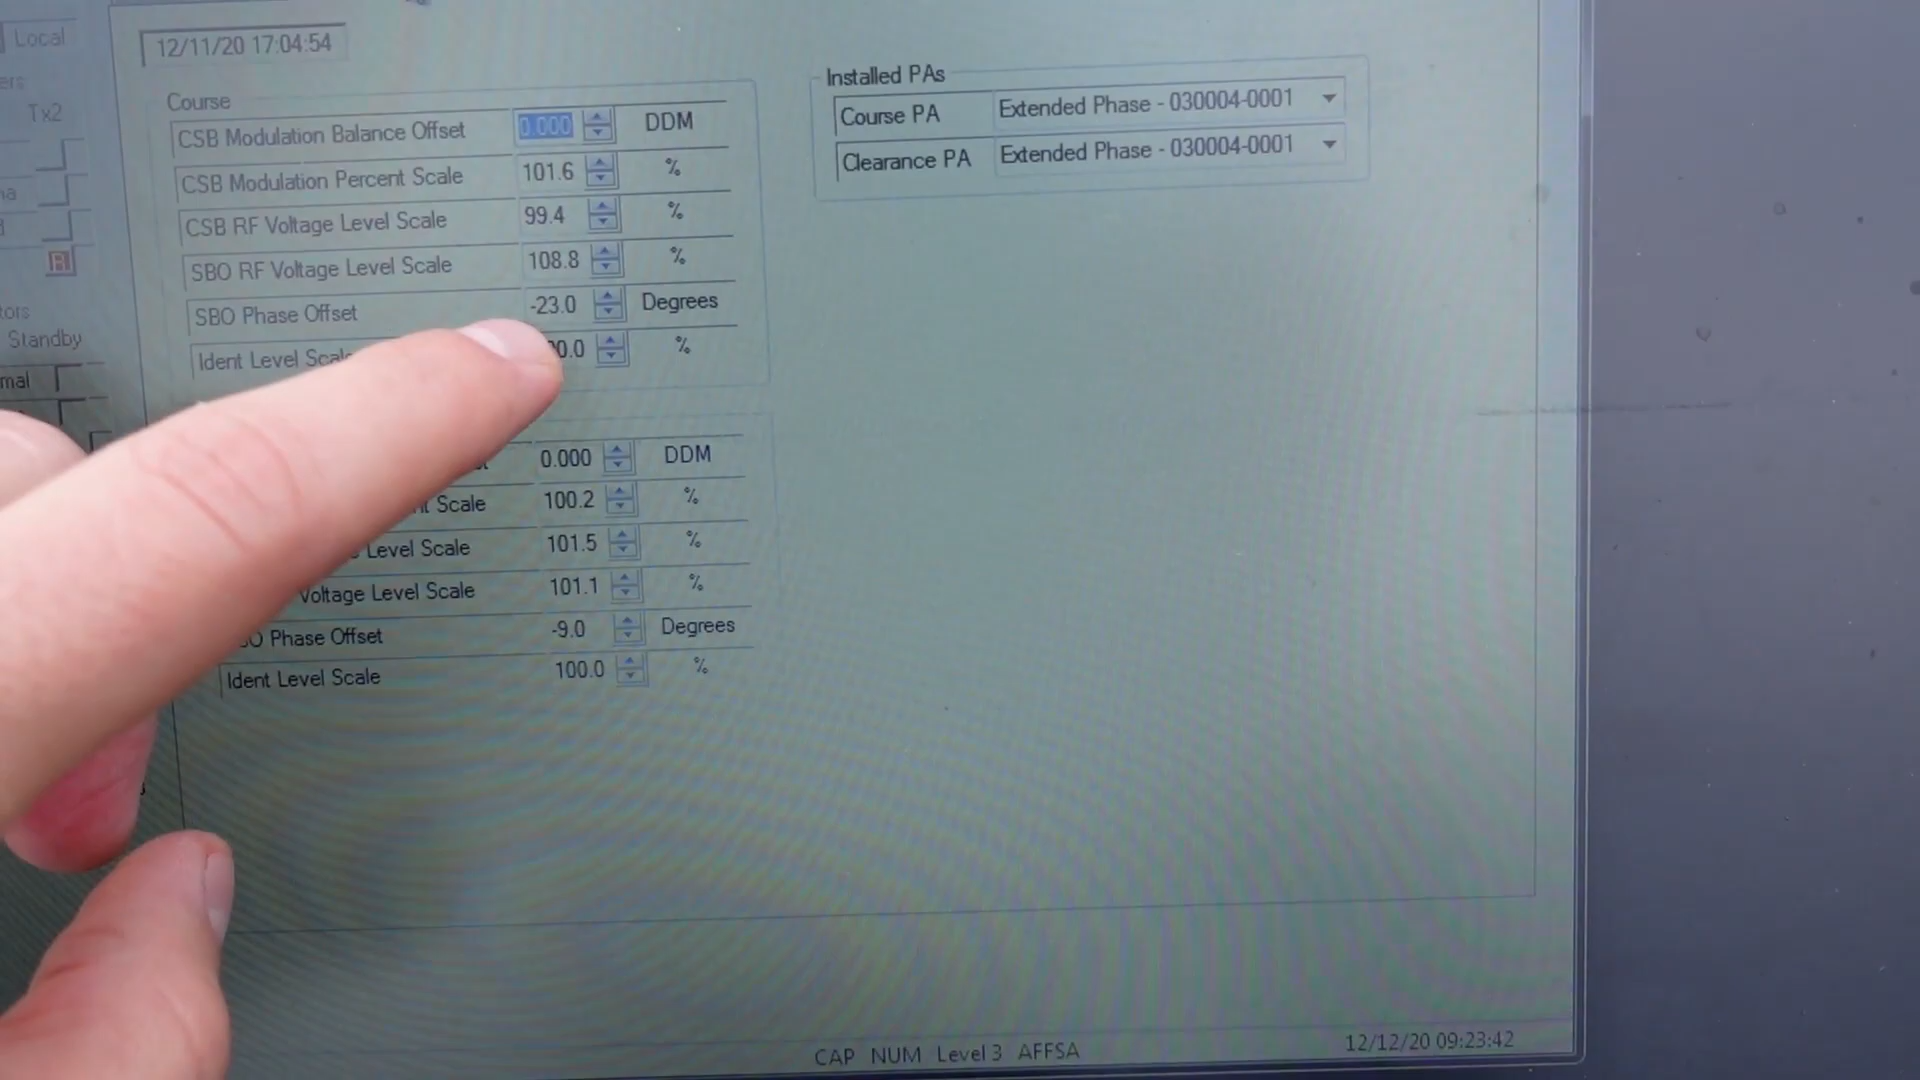 Local
12/11/20 17:04:54
Tx2
Course
CSB Modulation Balance Offset 0.000 DDM
CSB Modulation Percent Scale 101.6 %
CSB RF Voltage Level Scale 99.4 %
SBO RF Voltage Level Scale 108.8 %
SBO Phase Offset -23.0 Degrees
Ident Level Scale 00.0 %
Standby
0.000 DDM
Scale 100.2 %
Level Scale 101.5 %
Voltage Level Scale 101.1 %
Phase Offset -9.0 Degrees
Ident Level Scale 100.0 %
Installed PAs
Course PA Extended Phase - 030004-0001
Clearance PA Extended Phase - 030004-0001
CAP NUM Level 3 AFFSA 12/12/20 09:23:42